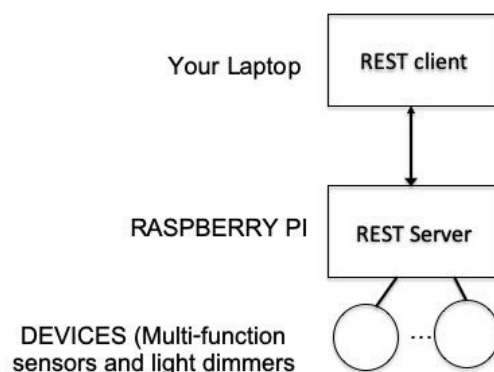 Your Laptop
REST client
RASPBERRY PI
REST Server
...
DEVICES (Multi-function
sensors and light dimmers